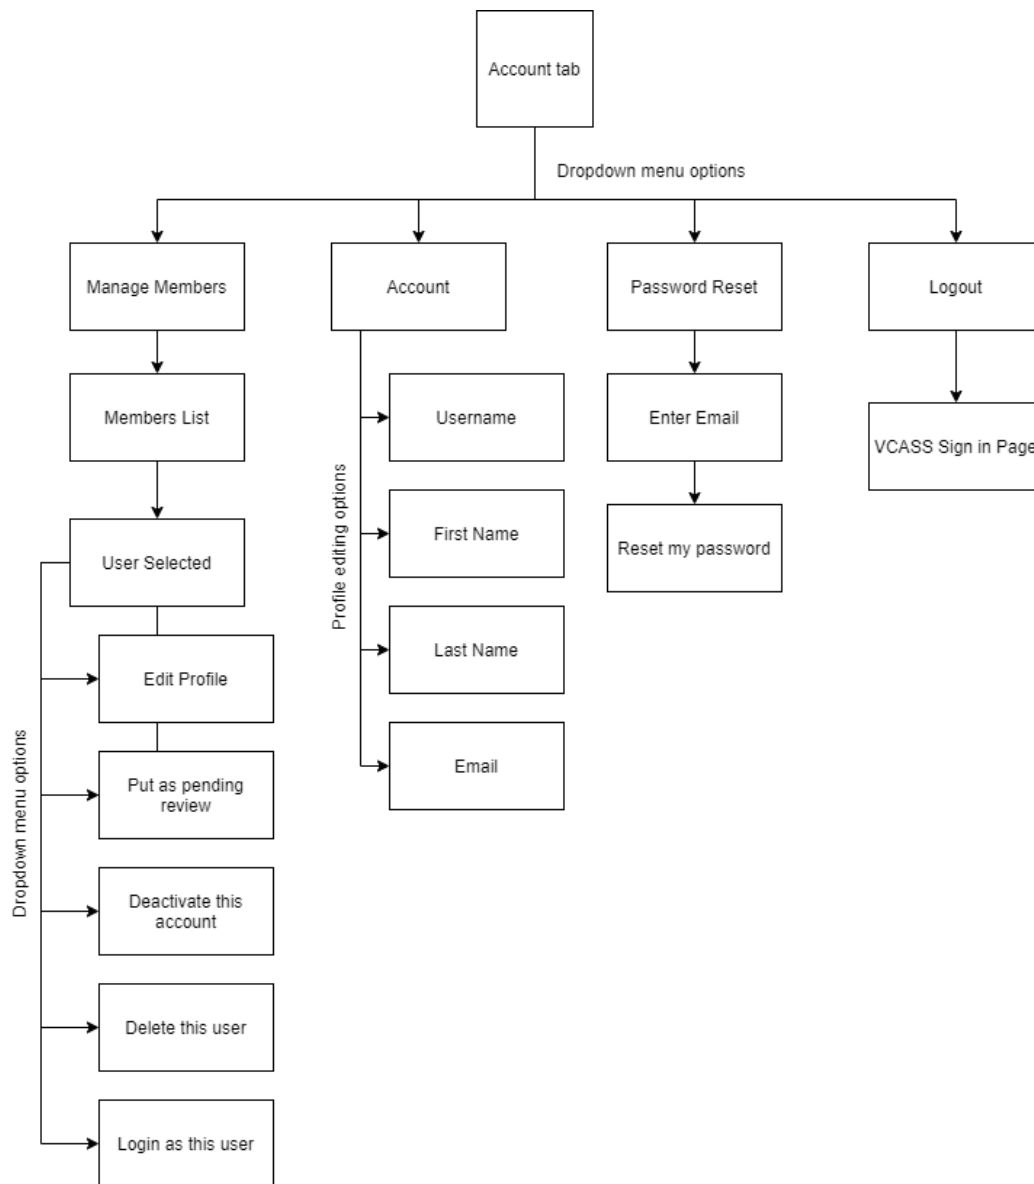 Account tab
Dropdown menu options
Manage Members
Account
Password Reset
Logout
Members List
Username
Enter Email
VCASS Sign in Page
Profile editing options
First Name
Reset my password
User Selected
Last Name
Edit Profile
Email
Dropdown menu options
Put as pending
review
Deactivate this
account
Delete this user
Login as this user